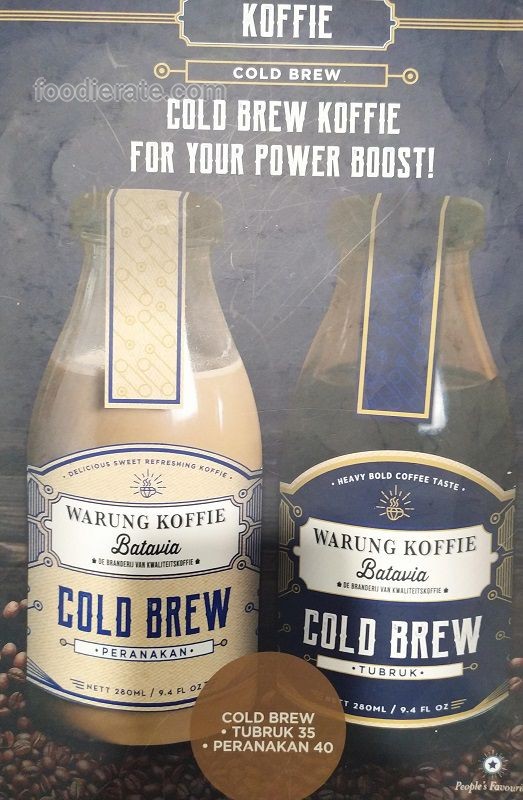 KOFFIE
COLD BREW
foodierate.com
COLD BREW KOFFIE
FOR YOUR POWER BOOST!
DELICIOUS SWEET REFRESHING KOFFIE
WARUNG KOFFIE
Batavia
DE BRANDERIJ VAN KWALITEITSKOFFIE
COLD BREW
• PERANAKAN •
NETT 280ML / 9.4 FL OZ
HEAVY BOLD COFFEE TASTE
WARUNG KOFFIE
Batavia
DE BRANDERIJ VAN KWALITEITSKOFFIE
COLD BREW
• TUBRUK •
NETT 280ML / 9.4 FL OZ
COLD BREW
• TUBRUK 35
• PERANAKAN 40
People's Favouri